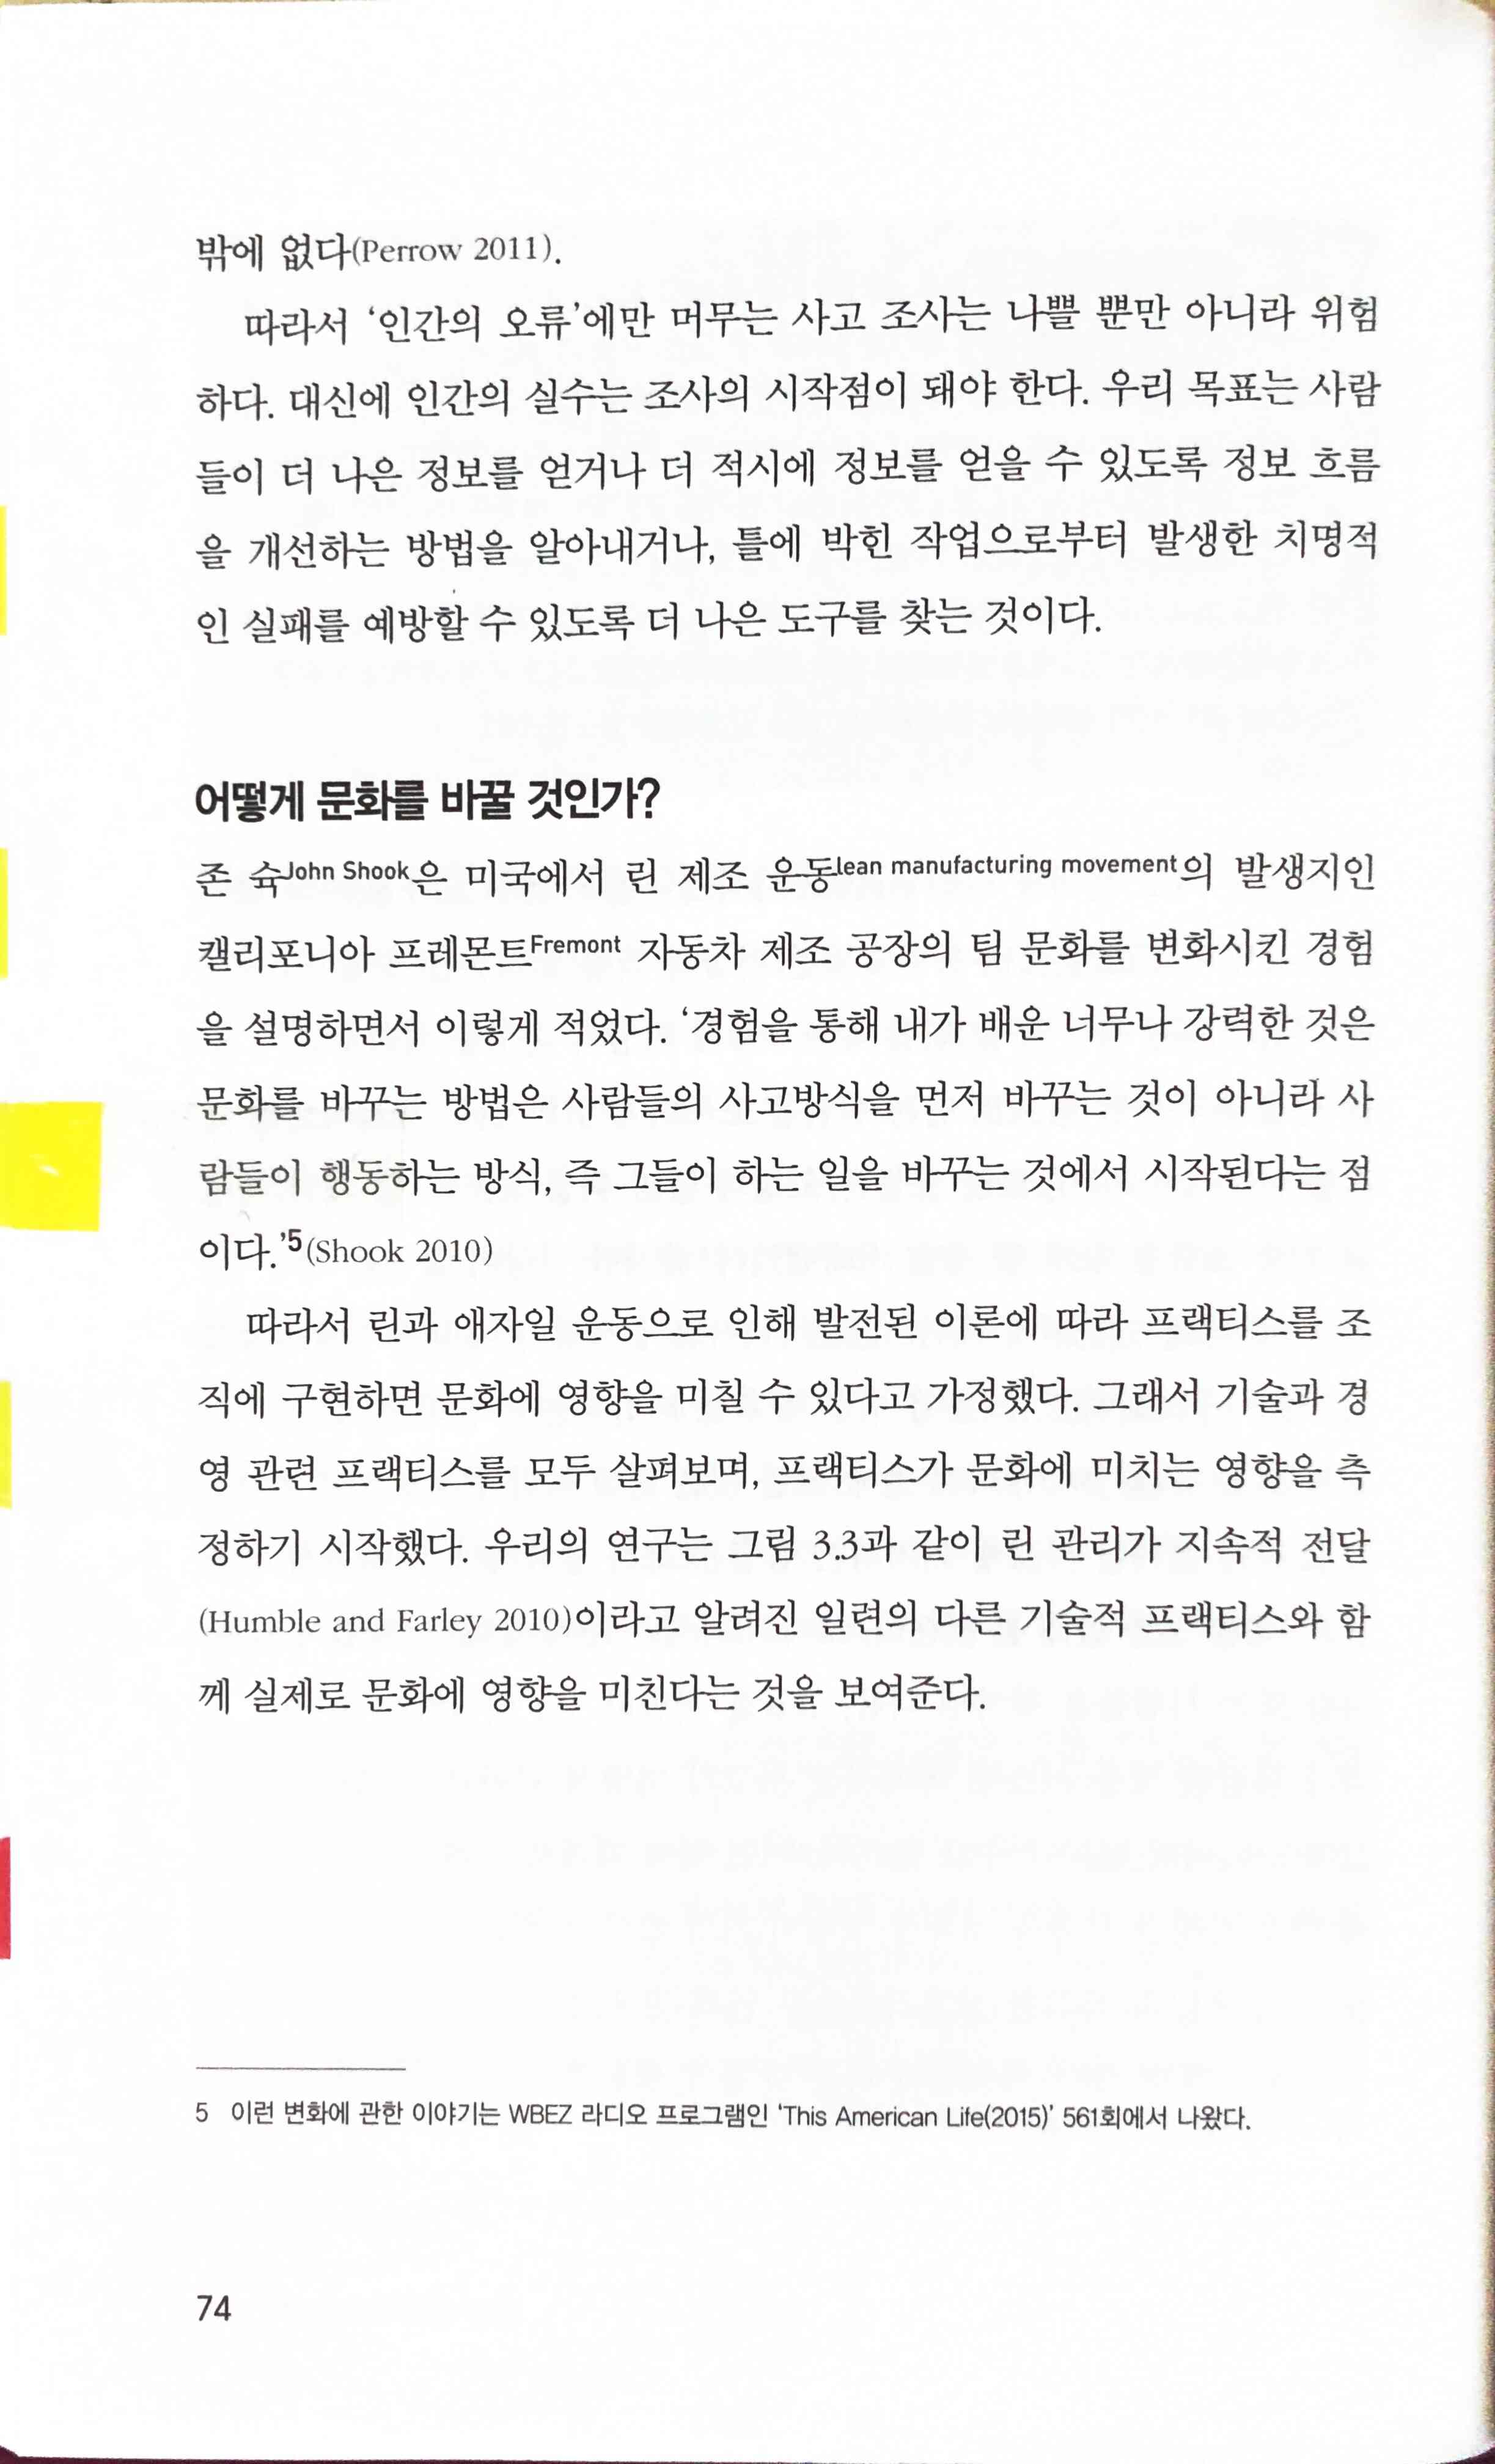 밖에 없다(Perrow 2011).
따라서 ‘인간의 오류’에만 머무는 사고 조사는 나쁠 뿐만 아니라 위험
하다. 대신에 인간의 실수는 조사의 시작점이 돼야 한다. 우리 목표는 사람
들이 더 나은 정보를 얻거나 더 적시에 정보를 얻을 수 있도록 정보 흐름
을 개선하는 방법을 알아내거나, 틀에 박힌 작업으로부터 발생한 치명적
인 실패를 예방할 수 있도록 더 나은 도구를 찾는 것이다.
어떻게 문화를 바꿀 것인가?
존 슉John Shook은 미국에서 린 제조 운동lean manufacturing movement의 발생지인
캘리포니아 프레몬트Fremont 자동차 제조 공장의 팀 문화를 변화시킨 경험
을 설명하면서 이렇게 적었다. ‘경험을 통해 내가 배운 너무나 강력한 것은
문화를 바꾸는 방법은 사람들의 사고방식을 먼저 바꾸는 것이 아니라 사
람들이 행동하는 방식, 즉 그들이 하는 일을 바꾸는 것에서 시작된다는 점
이다.’5(Shook 2010)
따라서 린과 애자일 운동으로 인해 발전된 이론에 따라 프랙티스를 조
직에 구현하면 문화에 영향을 미칠 수 있다고 가정했다. 그래서 기술과 경
영 관련 프랙티스를 모두 살펴보며, 프랙티스가 문화에 미치는 영향을 측
정하기 시작했다. 우리의 연구는 그림 3.3과 같이 린 관리가 지속적 전달
(Humble and Farley 2010)이라고 알려진 일련의 다른 기술적 프랙티스와 함
께 실제로 문화에 영향을 미친다는 것을 보여준다.
5 이런 변화에 관한 이야기는 WBEZ 라디오 프로그램인 ‘This American Life(2015)’ 561회에서 나왔다.
74